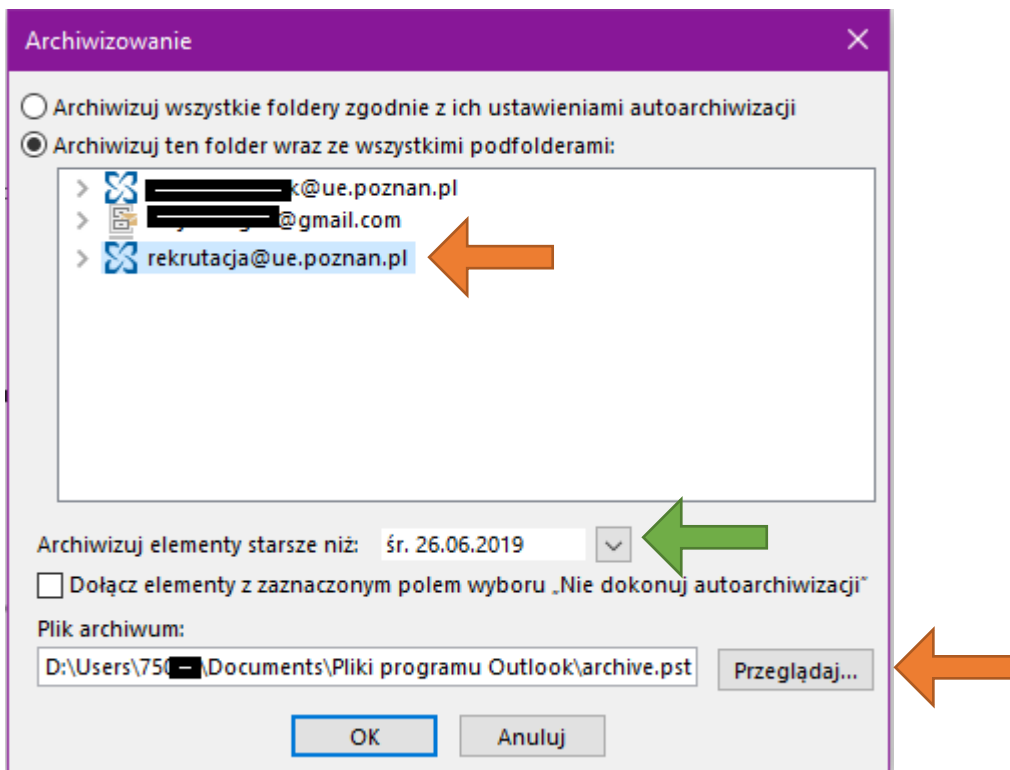 Archiwizowanie
Archiwizuj wszystkie foldery zgodnie z ich ustawieniami autoarchiwizacji
Archiwizuj ten folder wraz ze wszystkimi podfolderami:
k@ue.poznan.pl
@gmail.com
rekrutacja@ue.poznan.pl
Archiwizuj elementy starsze niż: śr. 26.06.2019
Dołącz elementy z zaznaczonym polem wyboru „Nie dokonuj autoarchiwizacji”
Plik archiwum:
D:\Users\750 \Documents\Pliki programu Outlook\archive.pst Przeglądaj...
OK Anuluj